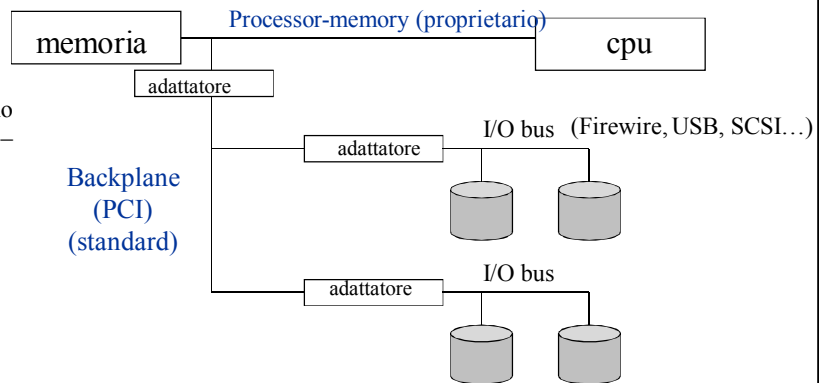 Processor-memory (proprietario)
memoria
cpu
adattatore
–
I/O bus (Firewire, USB, SCSI…)
adattatore
Backplane
(PCI)
(standard)
I/O bus
adattatore